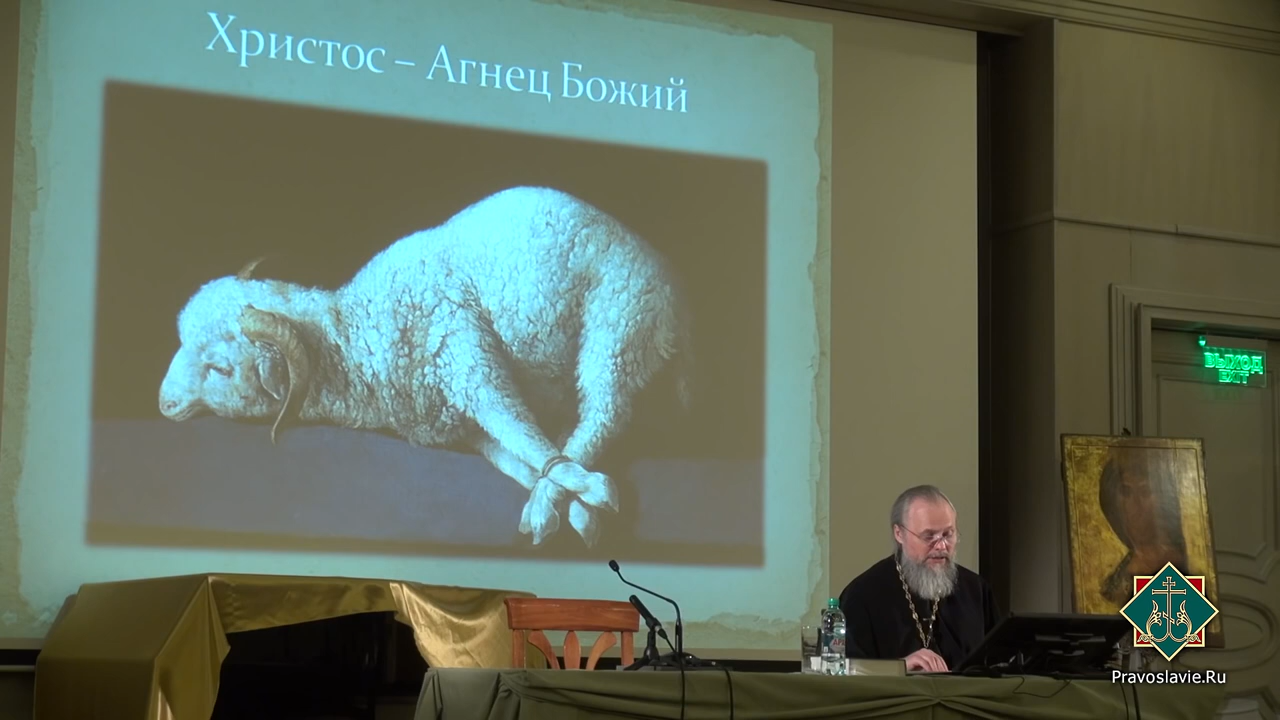 Христос – Агнец Божий
ВЫХОД
EXIT
Pravoslavie.Ru